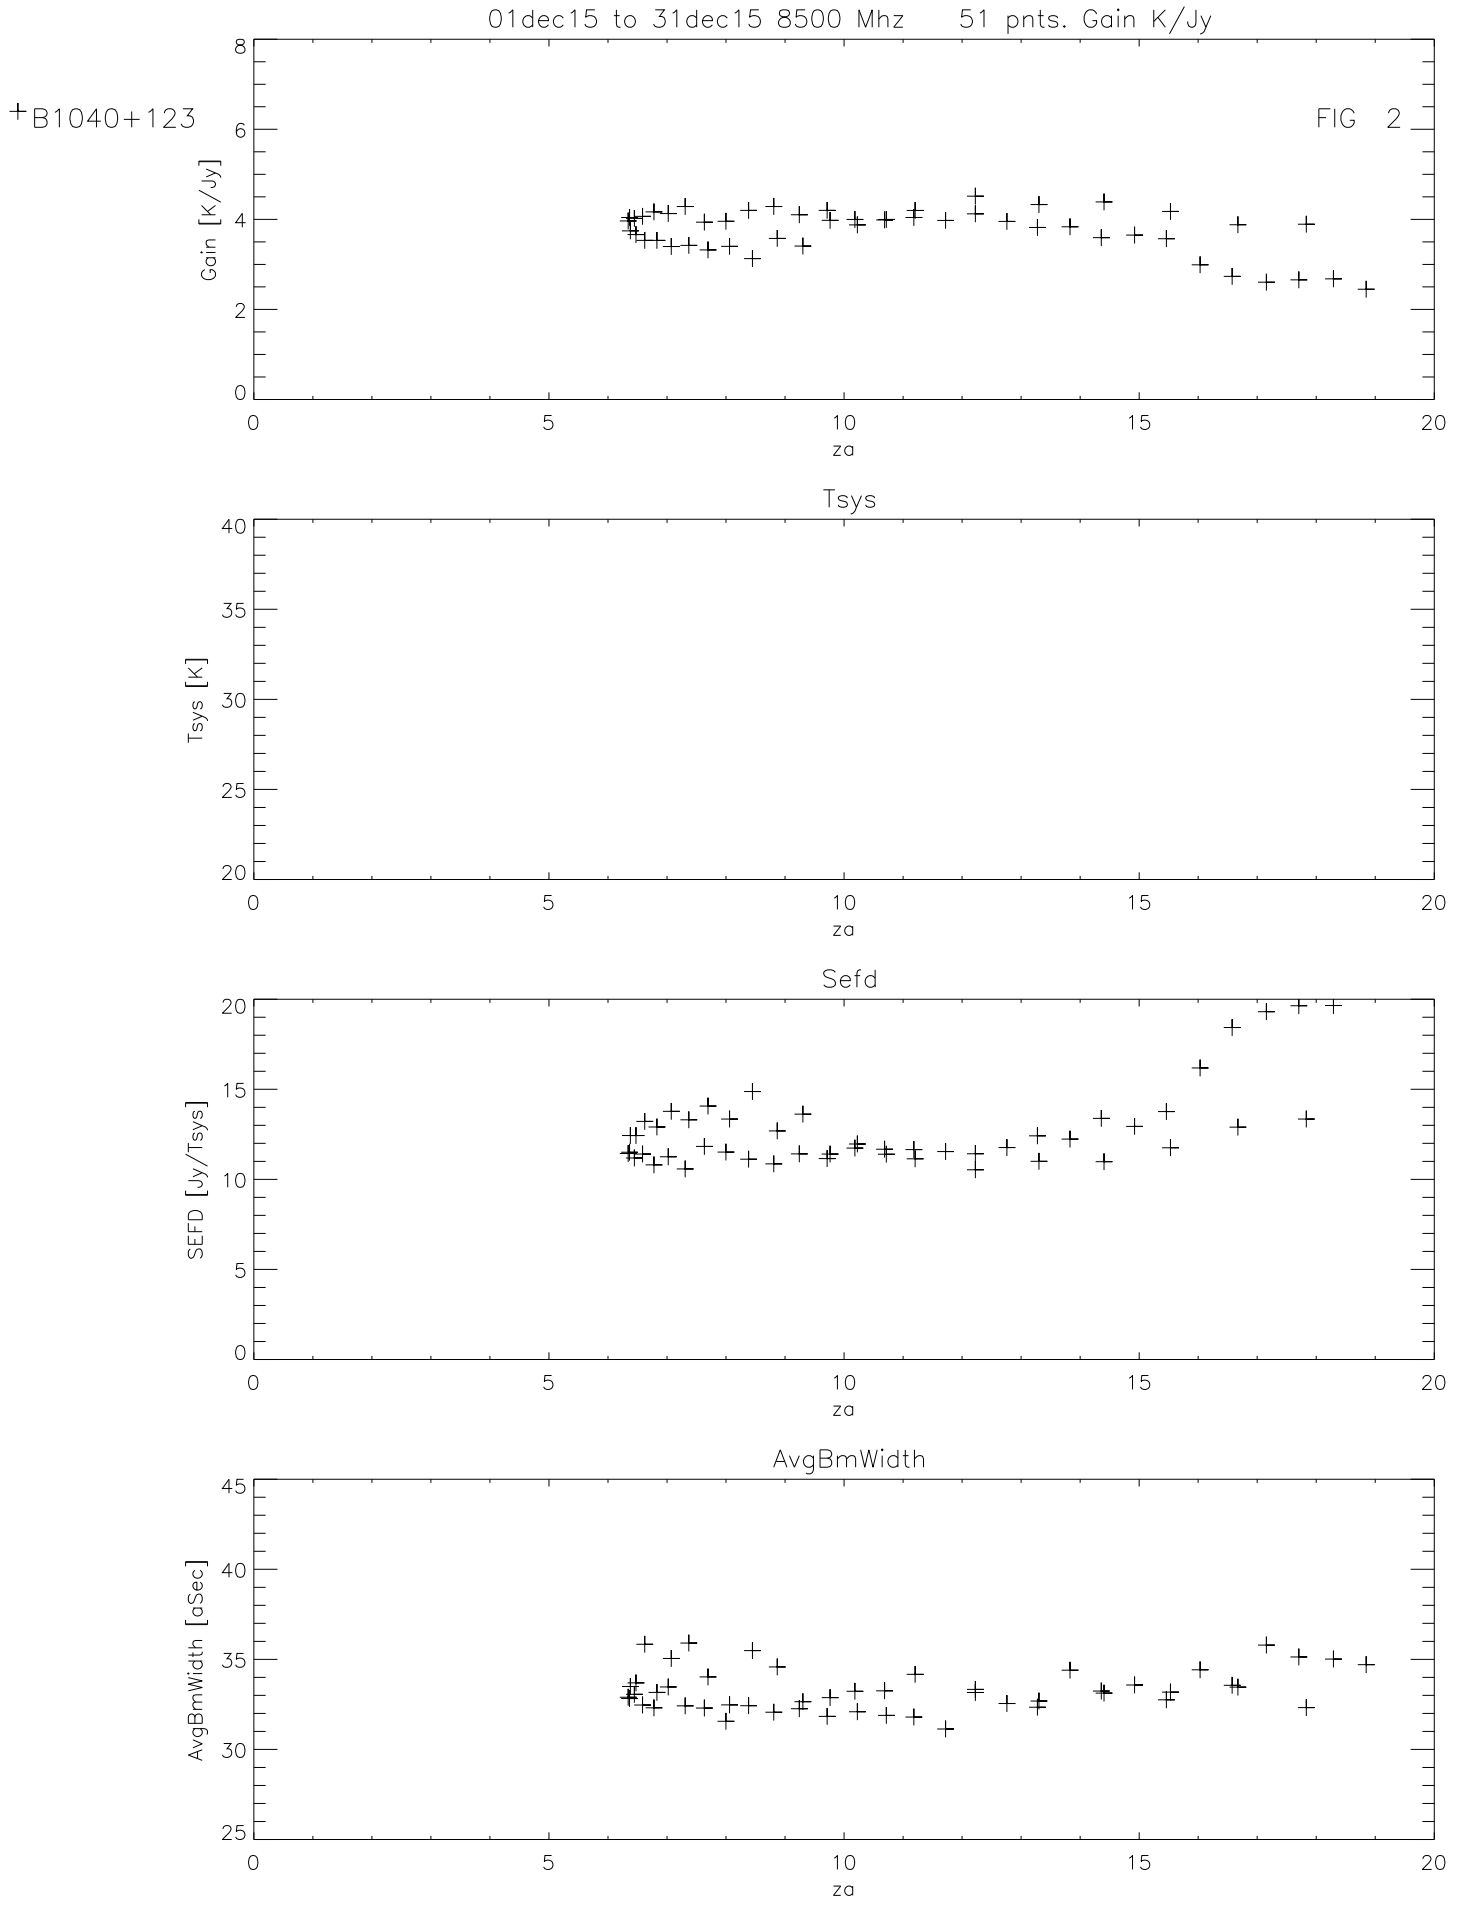 01dec15 to 31dec15 8500 Mhz 51 pnts. Gain K/Jy
+B1040+123
FIG 2
Gain [K/Jy]
8
6
4
2
0
0 5 10 15 20
za
Tsys
Tsys [K]
40
35
30
25
20
0 5 10 15 20
za
Sefd
SEFD [Jy/Tsys]
20
15
10
5
0
0 5 10 15 20
za
AvgBmWidth
AvgBmWidth [aSec]
45
40
35
30
25
0 5 10 15 20
za